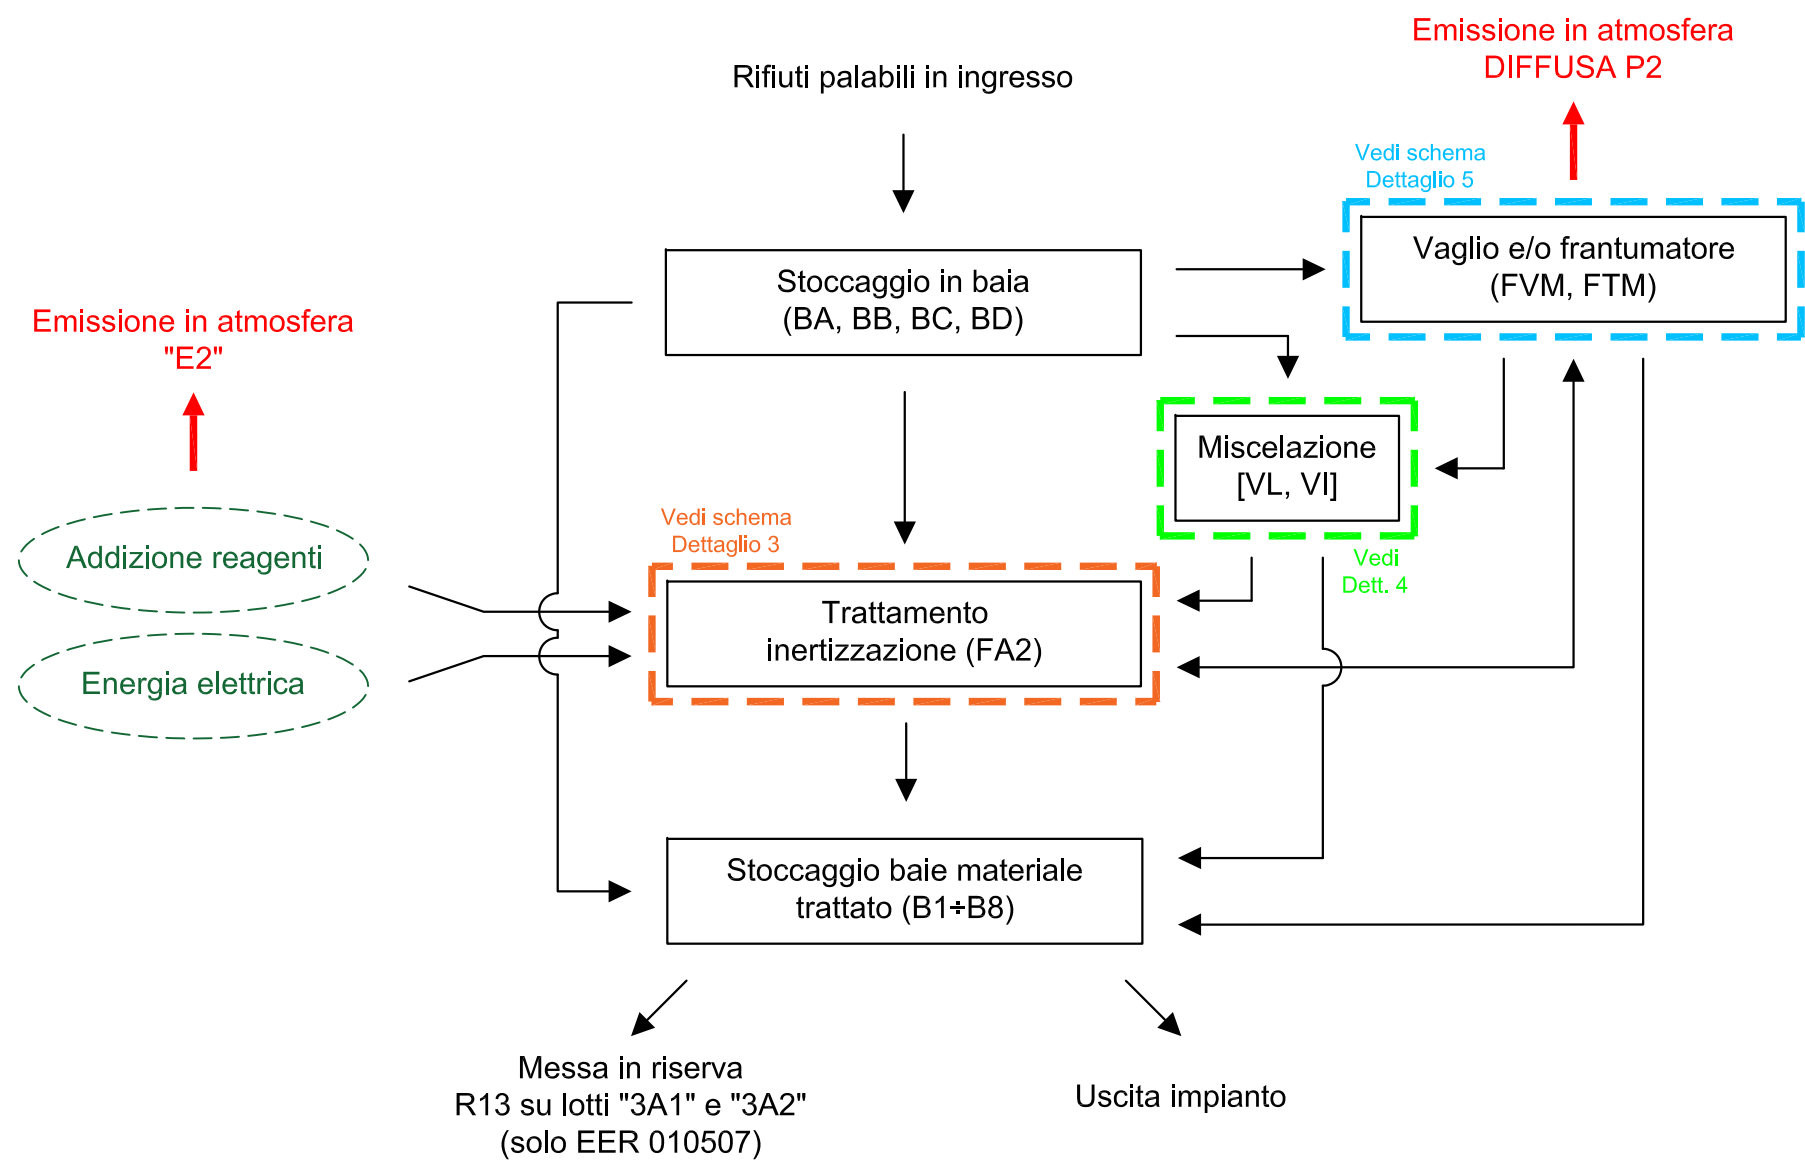 Emissione in atmosfera
DIFFUSA P2
Rifiuti palabili in ingresso
Vedi schema
Dettaglio 5
Vaglio e/o frantumatore
(FVM, FTM)
Stoccaggio in baia
(BA, BB, BC, BD)
Emissione in atmosfera
"E2"
Miscelazione
[VL, VI]
Vedi schema
Dettaglio 3
Vedi
Dett. 4
Addizione reagenti
Trattamento
inertizzazione (FA2)
Energia elettrica
Stoccaggio baie materiale
trattato (B1÷B8)
Messa in riserva
R13 su lotti "3A1" e "3A2"
(solo EER 010507)
Uscita impianto